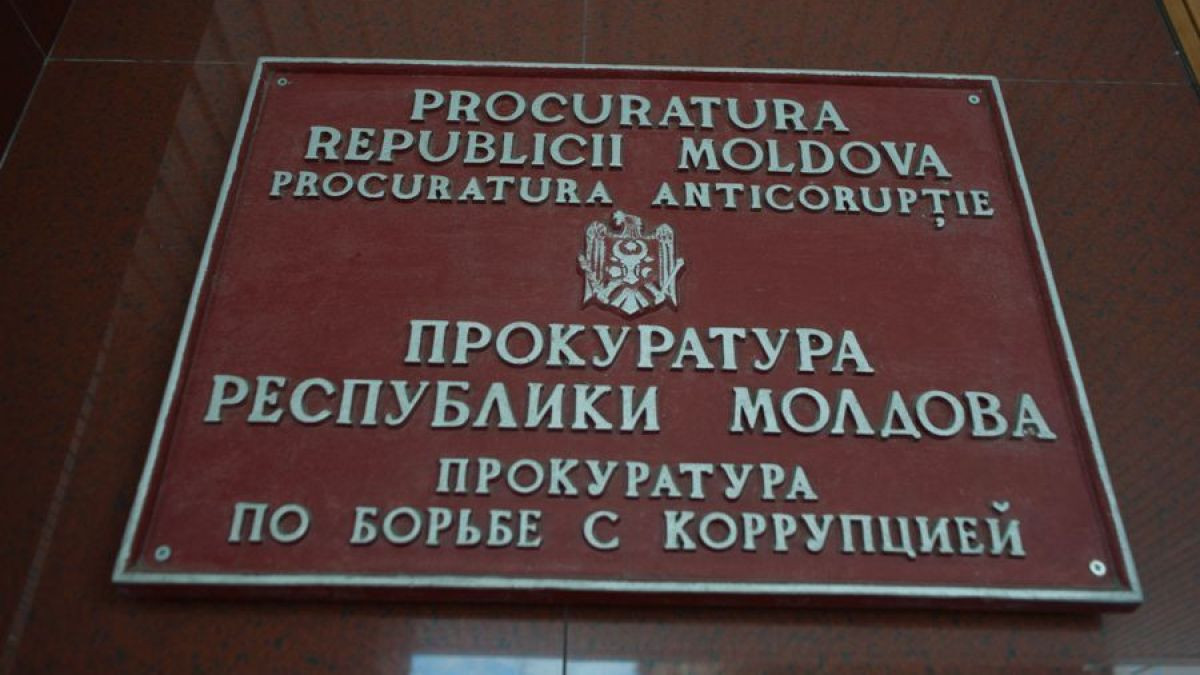 PROCURATURA
REPUBLICII MOLDOVA
PROCURATURA ANTICORUPȚIE
ПРОКУРАТУРА
РЕСПУБЛИКИ МОЛДОВА
ПРОКУРАТУРА
ПО БОРЬБЕ С КОРРУПЦИЕЙ